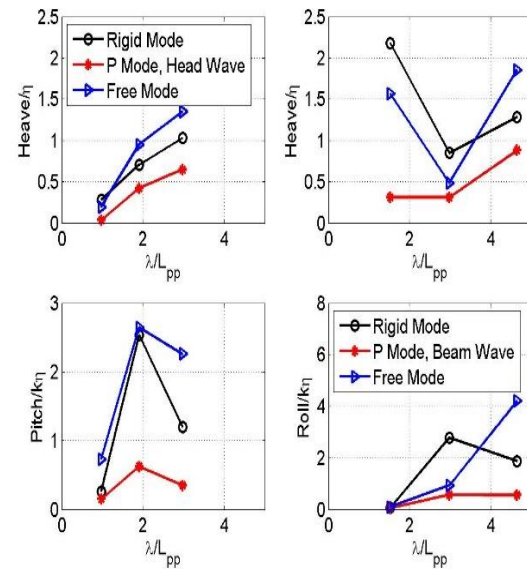 Heave/η
2.5
2
1.5
1
0.5
0
0 2 4
λ/Lpp
Rigid Mode
P Mode, Head Wave
Free Mode
Heave/η
2.5
2
1.5
1
0.5
0
0 2 4
λ/Lpp
Pitch/kη
3
2
1
0
0 2 4
λ/Lpp
Roll/kη
8
6
4
2
0
0 2 4
λ/Lpp
Rigid Mode
P Mode, Beam Wave
Free Mode